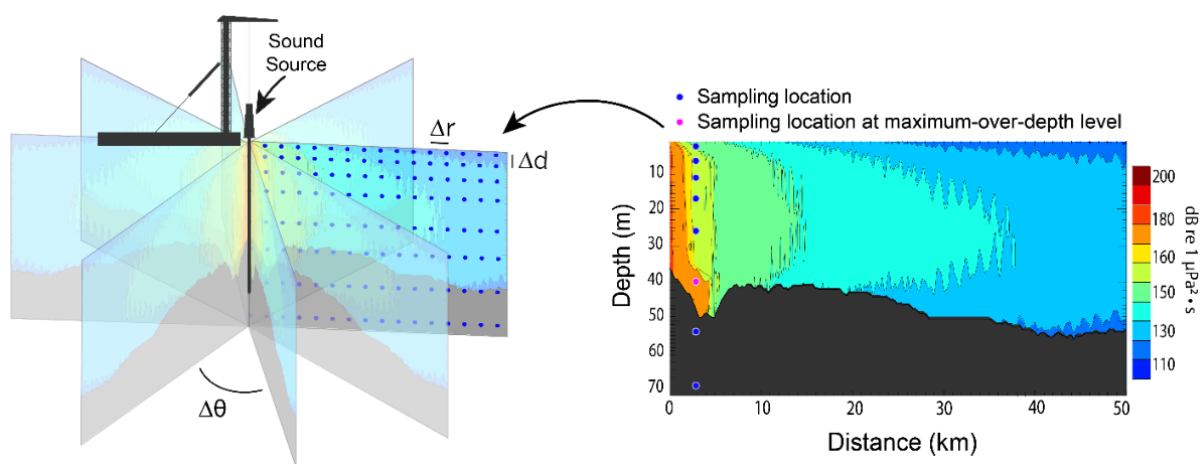 Sound
Source
Δr
Δd
Δθ
Sampling location
Sampling location at maximum-over-depth level
Depth (m)
10
20
30
40
50
60
70
0
10
20
30
40
50
Distance (km)
200
180
160
150
130
110
dB re 1 µPa²•s